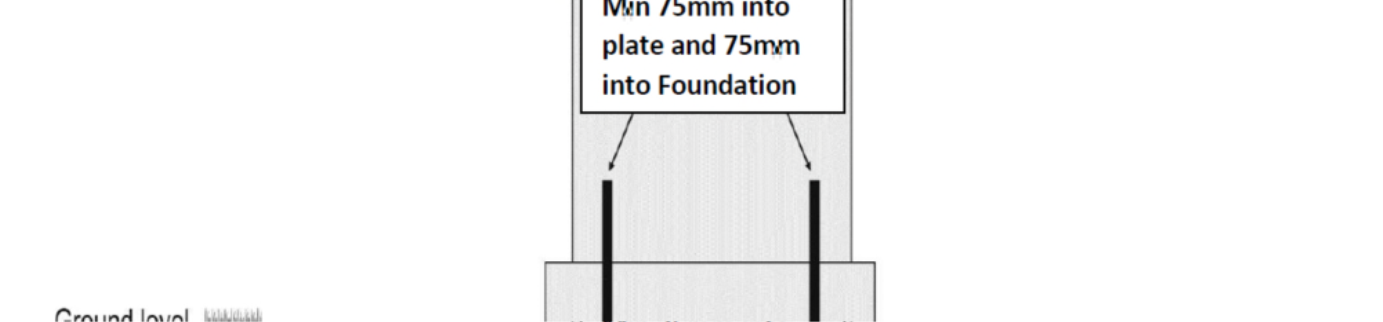 Min 75mm into
plate and 75mm
into Foundation
Ground level